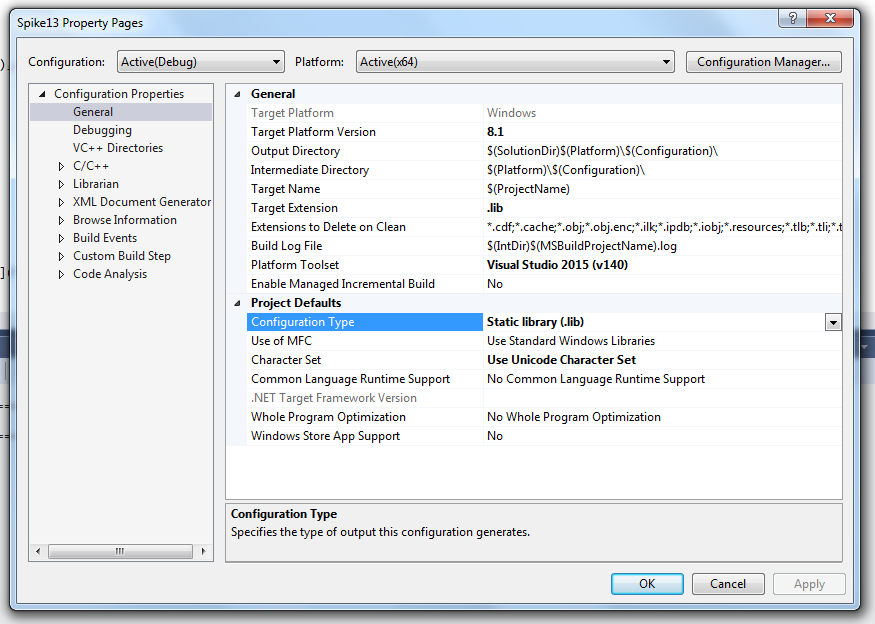 Spike13 Property Pages
Configuration: Active(Debug) Platform: Active(x64) Configuration Manager...
Configuration Properties
General
Debugging
VC++ Directories
C/C++
Librarian
XML Document Generator
Browse Information
Build Events
Custom Build Step
Code Analysis
General
Target Platform Windows
Target Platform Version 8.1
Output Directory $(SolutionDir)$(Platform)\$(Configuration)\
Intermediate Directory $(Platform)\$(Configuration)\
Target Name $(ProjectName)
Target Extension .lib
Extensions to Delete on Clean *.cdf;*.cache;*.obj;*.obj.enc;*.ilk;*.ipdb;*.iobj;*.resources;*.tlb;*.tli;*.t
Build Log File $(IntDir)$(MSBuildProjectName).log
Platform Toolset Visual Studio 2015 (v140)
Enable Managed Incremental Build No
Project Defaults
Configuration Type Static library (.lib)
Use of MFC Use Standard Windows Libraries
Character Set Use Unicode Character Set
Common Language Runtime Support No Common Language Runtime Support
.NET Target Framework Version
Whole Program Optimization No Whole Program Optimization
Windows Store App Support No
Configuration Type
Specifies the type of output this configuration generates.
OK Cancel Apply